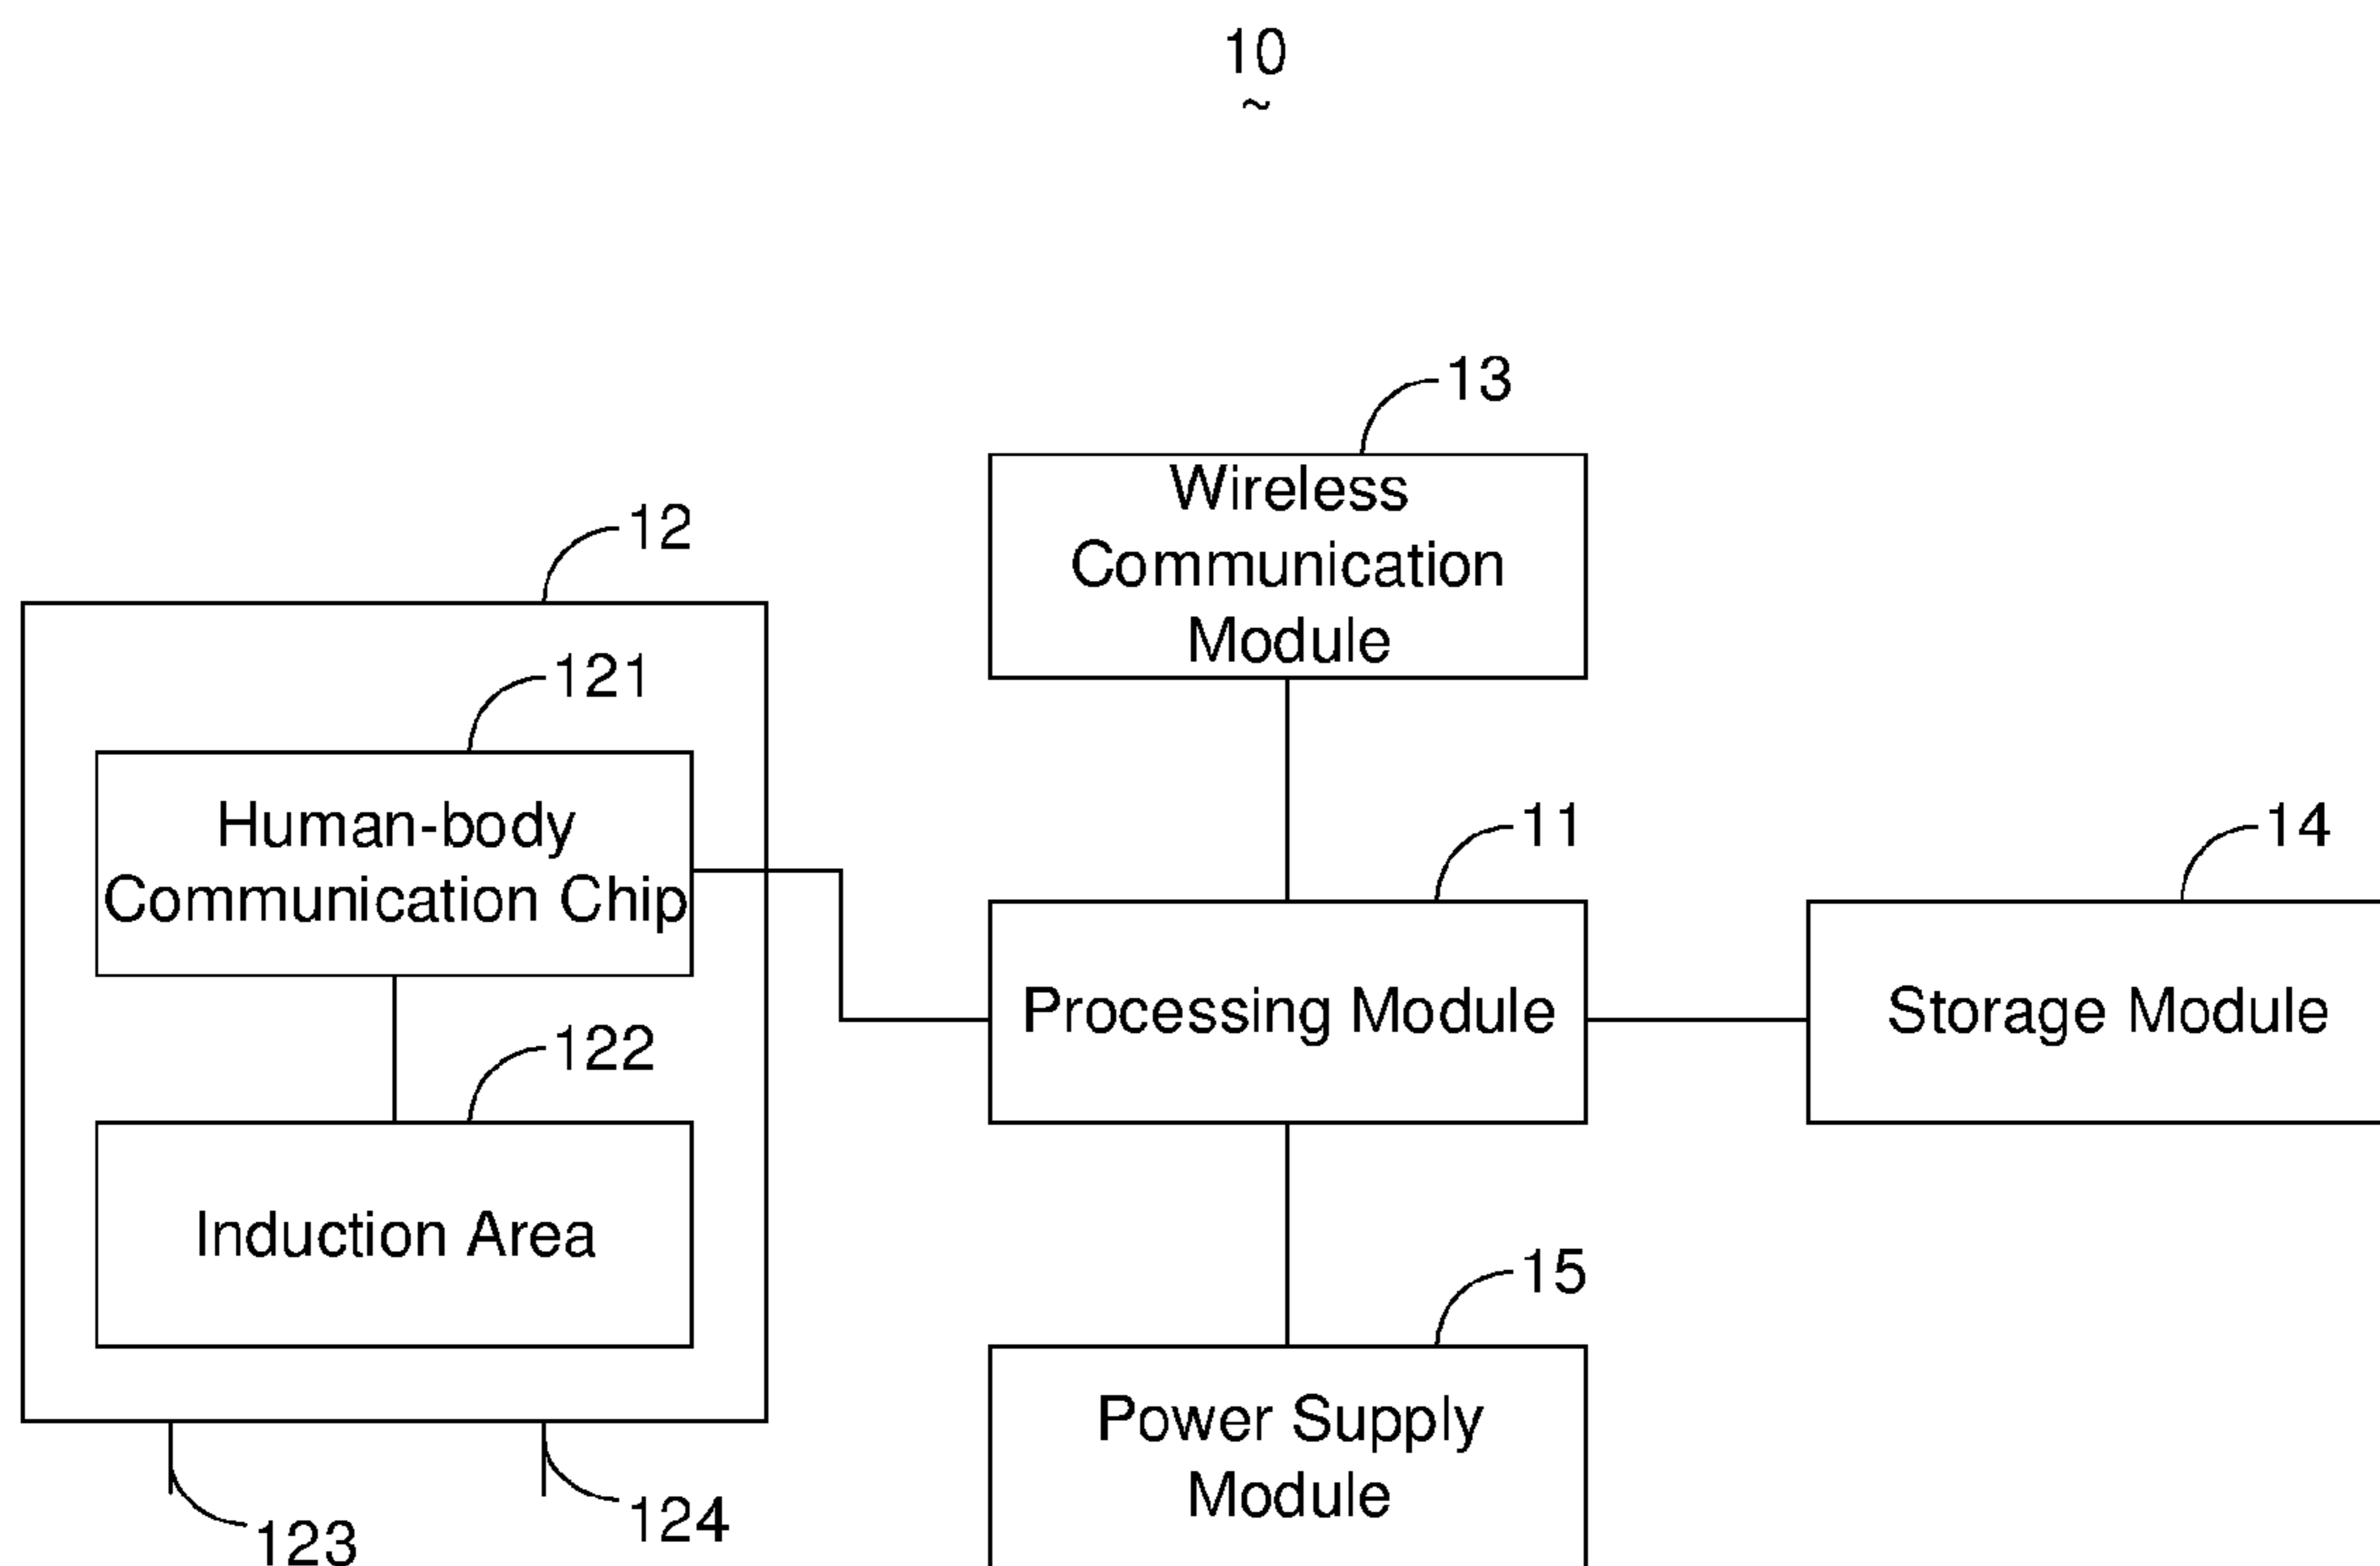 10
~
13
Wireless
Communication
Module
12
121
Human-body
Communication Chip
11
Processing Module
14
Storage Module
122
Induction Area
15
Power Supply
Module
123
124